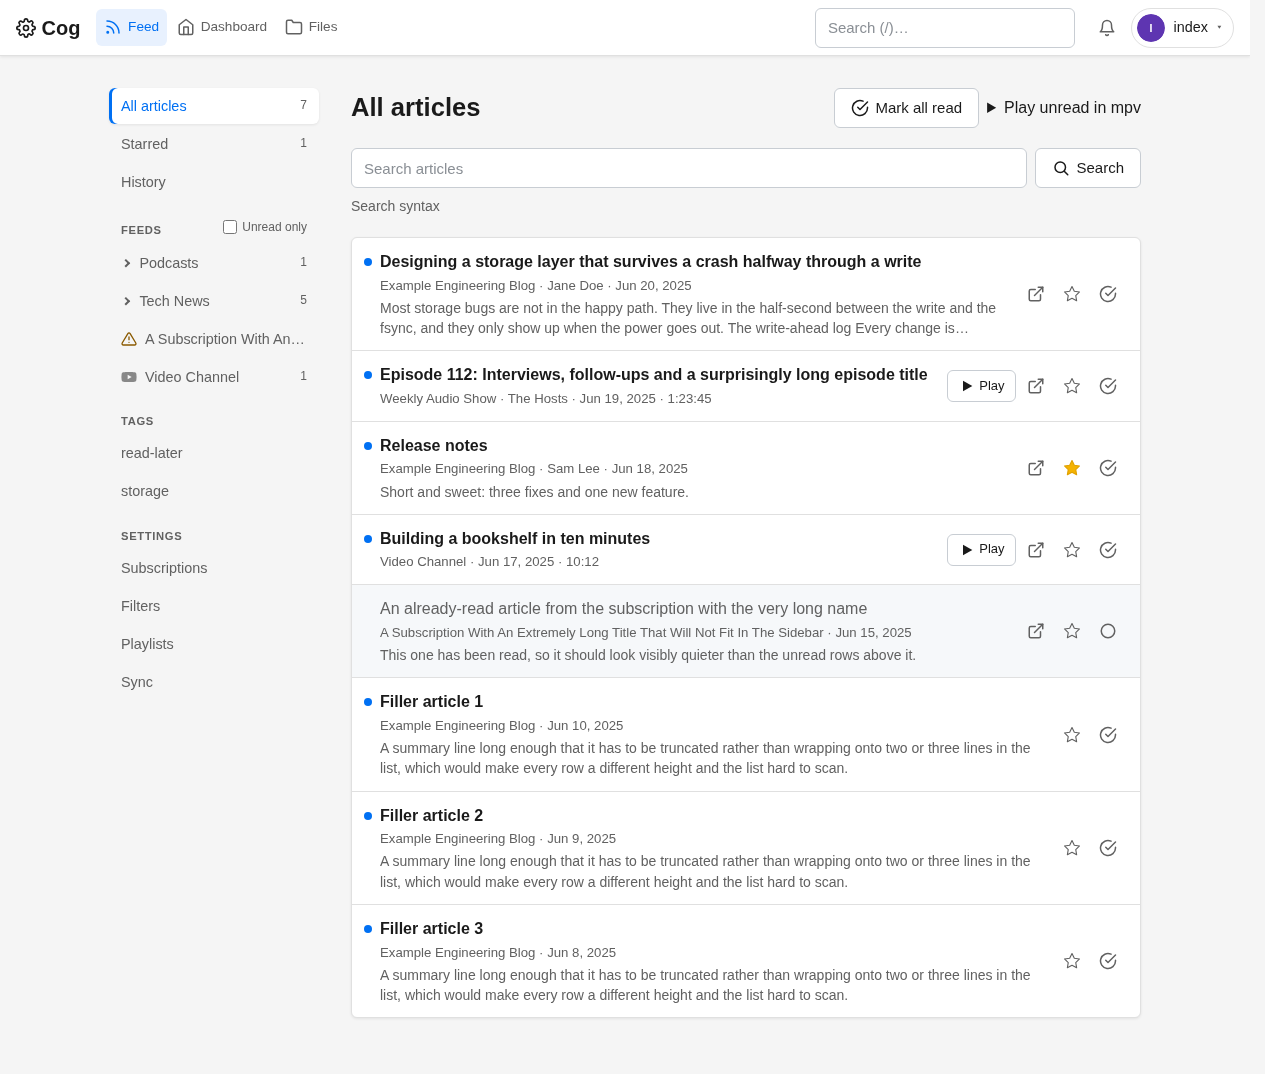 Cog
Feed
Dashboard
Files
Search (/)…
I
index
All articles 7
Starred 1
History
FEEDS
Unread only
Podcasts 1
Tech News 5
A Subscription With An…
Video Channel 1
TAGS
read-later
storage
SETTINGS
Subscriptions
Filters
Playlists
Sync
All articles
Mark all read
Play unread in mpv
Search articles
Search
Search syntax
Designing a storage layer that survives a crash halfway through a write
Example Engineering Blog · Jane Doe · Jun 20, 2025
Most storage bugs are not in the happy path. They live in the half-second between the write and the
fsync, and they only show up when the power goes out. The write-ahead log Every change is…
Episode 112: Interviews, follow-ups and a surprisingly long episode title
Weekly Audio Show · The Hosts · Jun 19, 2025 · 1:23:45
Play
Release notes
Example Engineering Blog · Sam Lee · Jun 18, 2025
Short and sweet: three fixes and one new feature.
Building a bookshelf in ten minutes
Video Channel · Jun 17, 2025 · 10:12
Play
An already-read article from the subscription with the very long name
A Subscription With An Extremely Long Title That Will Not Fit In The Sidebar · Jun 15, 2025
This one has been read, so it should look visibly quieter than the unread rows above it.
Filler article 1
Example Engineering Blog · Jun 10, 2025
A summary line long enough that it has to be truncated rather than wrapping onto two or three lines in the
list, which would make every row a different height and the list hard to scan.
Filler article 2
Example Engineering Blog · Jun 9, 2025
A summary line long enough that it has to be truncated rather than wrapping onto two or three lines in the
list, which would make every row a different height and the list hard to scan.
Filler article 3
Example Engineering Blog · Jun 8, 2025
A summary line long enough that it has to be truncated rather than wrapping onto two or three lines in the
list, which would make every row a different height and the list hard to scan.